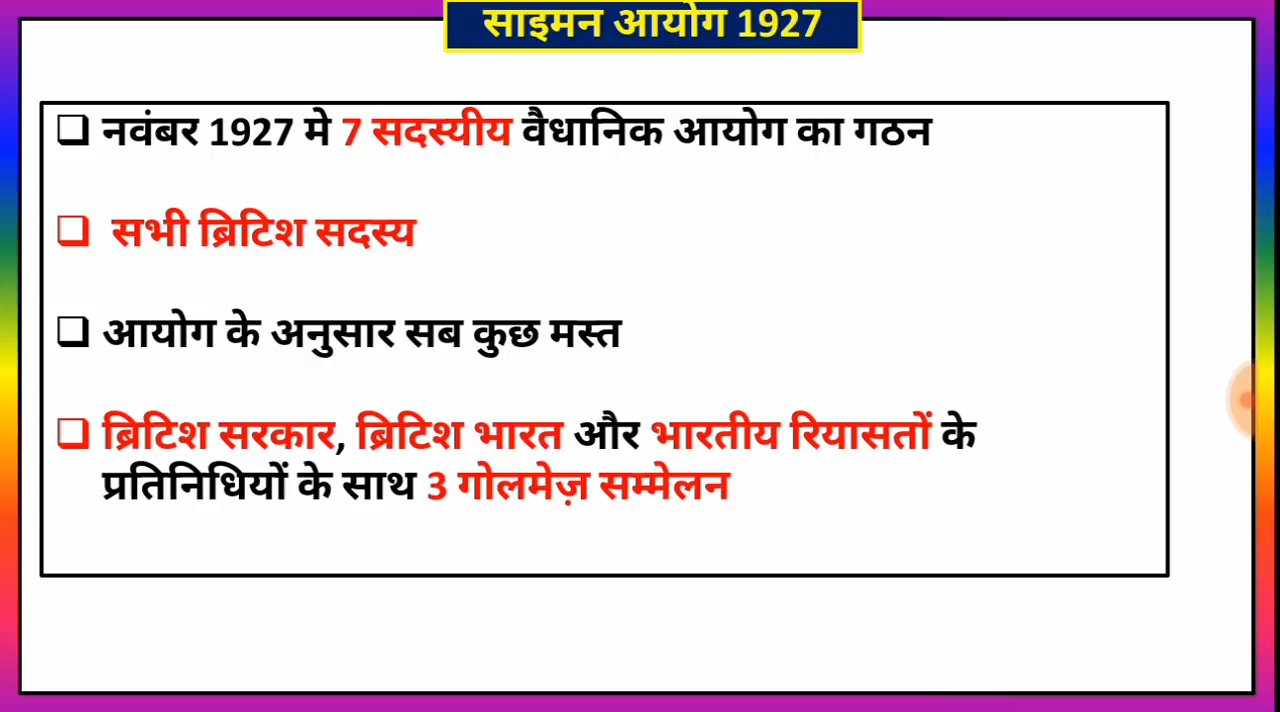 साइमन आयोग 1927
❑ नवंबर 1927 मे 7 सदस्यीय वैधानिक आयोग का गठन
❑ सभी ब्रिटिश सदस्य
❑ आयोग के अनुसार सब कुछ मस्त
❑ ब्रिटिश सरकार, ब्रिटिश भारत और भारतीय रियासतों के
प्रतिनिधियों के साथ 3 गोलमेज़ सम्मेलन